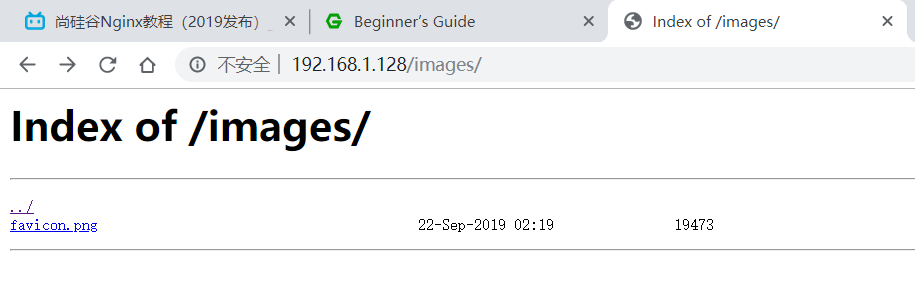 尚硅谷Nginx教程（2019发布）_
Beginner's Guide
Index of /images/
不安全 | 192.168.1.128/images/
Index of /images/
../
favicon.png 22-Sep-2019 02:19 19473